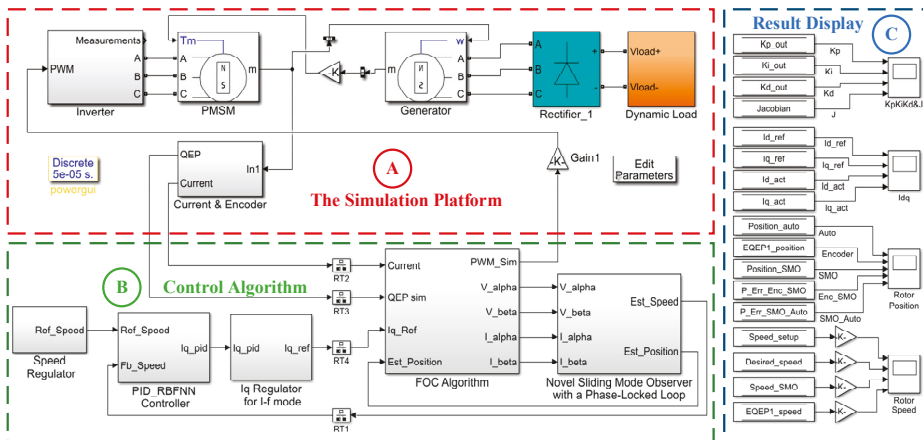 Measurements
Tm
w
PWM
A
B
C
A
B
C
m
m
A
B
C
A
B
C
+
-
Vload+
Vload-
Inverter
PMSM
-K-
Generator
Rectifier_1
Dynamic Load
N
S
N
S
Discrete
5e-05 s.
powergui
QEP
Current
In1
Current & Encoder
A
The Simulation Platform
-K-
Gain1
Edit
Parameters
B
Control Algorithm
Rof_Spood
Speed
Regulator
Rof_Spood
Fb_Speed
Iq_pid
PID_RBFNN
Controller
Iq_pid
Iq_ref
Iq Regulator
for I-f mode
RT2
RT3
RT4
RT1
Current
QEP sim
Iq_Ref
Est_Position
PWM_Sim
V_alpha
V_beta
I_alpha
I_beta
FOC Algorithm
V_alpha
V_beta
I_alpha
I_beta
Est_Speed
Est_Position
Novel Sliding Mode Observer
with a Phase-Locked Loop
Result Display
C
Kp_out
Ki_out
Kd_out
Jacobian
Kp
Ki
Kd
J
KpKiKd&J
Id_ref
iq_ref
Id_act
Iq_act
Id_ref
Iq_ref
Id_act
Iq_act
Idq
Position_auto
EQEP1_position
Position_SMO
P_Err_Enc_SMO
P_Err_SMO_Auto
Auto
Encoder
SMO
Enc_SMO
SMO_Auto
Rotor
Position
Speed_setup
Desired_speed
Speed_SMO
EQEP1_speed
K-
K-
K-
K-
Rotor
Speed